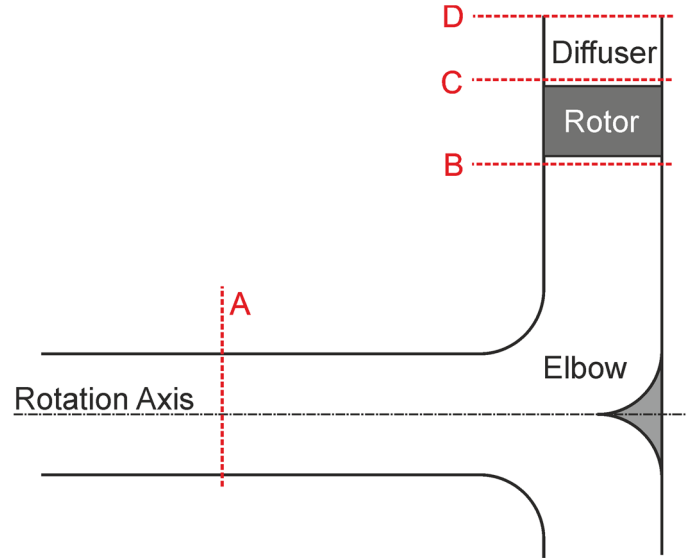 D
Diffuser
C
Rotor
B
A
Elbow
Rotation Axis